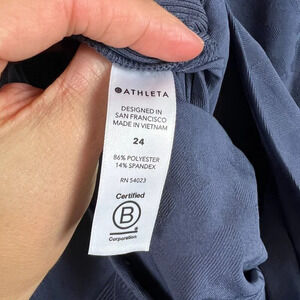 ATHLETA
DESIGNED IN
SAN FRANCISCO
MADE IN VIETNAM
24
86% POLYESTER
14% SPANDEX
RN 54023
Certified
B
Corporation